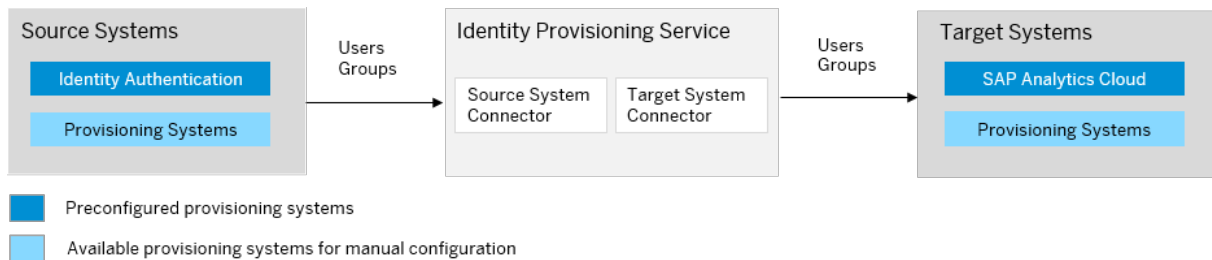 Source Systems
Identity Authentication
Provisioning Systems
Users
Groups
Identity Provisioning Service
Source System
Connector
Target System
Connector
Users
Groups
Target Systems
SAP Analytics Cloud
Provisioning Systems
Preconfigured provisioning systems
Available provisioning systems for manual configuration